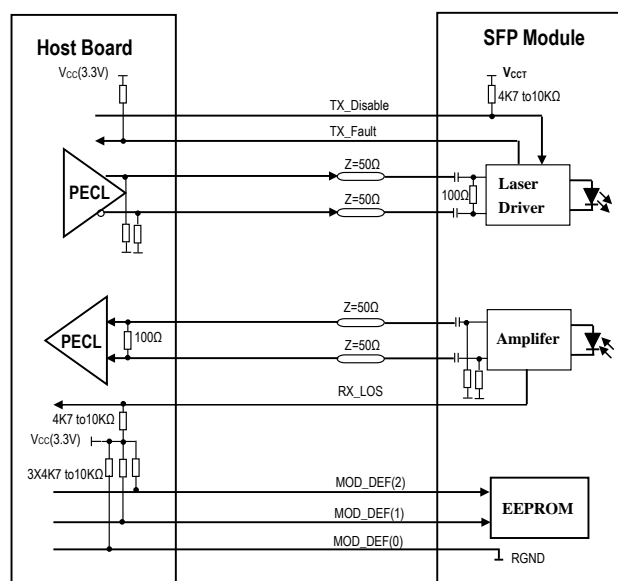 Host Board
SFP Module
Vcc(3.3V)
VCCT
4K7 to10KΩ
TX_Disable
TX_Fault
Z=50Ω
PECL
Z=50Ω
100Ω
Laser
Driver
Z=50Ω
PECL
100Ω
Z=50Ω
Amplifer
RX_LOS
4K7 to10KΩ
Vcc(3.3V)
3X4K7 to10KΩ
MOD_DEF(2)
MOD_DEF(1)
EEPROM
MOD_DEF(0)
RGND